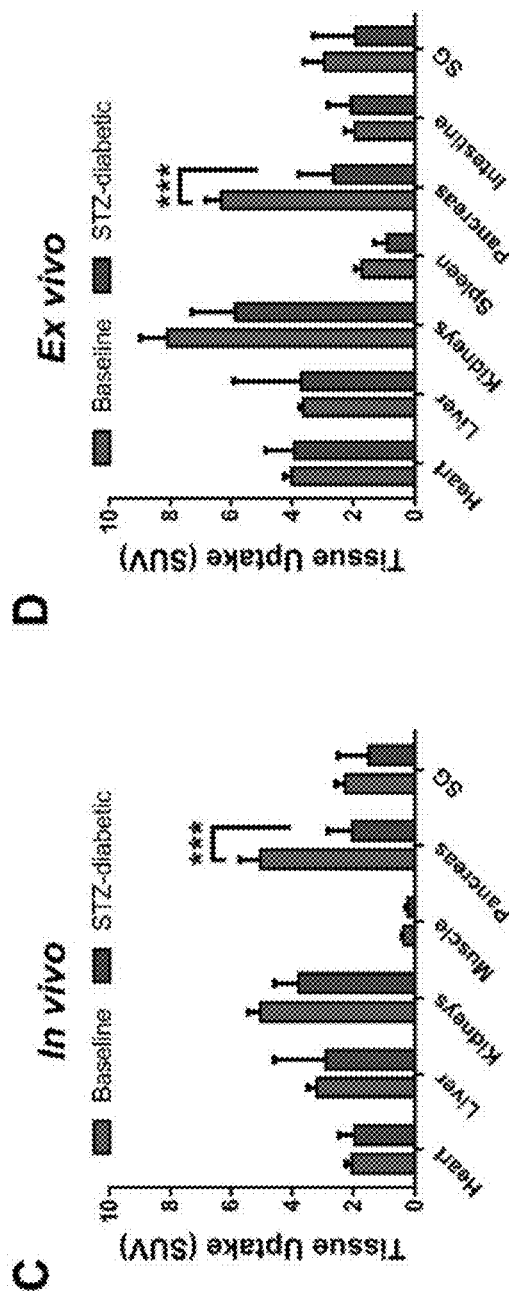 C
In vivo
Baseline STZ-diabetic
Tissue Uptake (SUV)
10
8
6
4
2
0
***
Heart Liver Kidneys Muscle Pancreas SG
D
Ex vivo
Baseline STZ-diabetic
Tissue Uptake (SUV)
10
8
6
4
2
0
***
Heart Liver Kidneys Spleen Pancreas Intestine SG